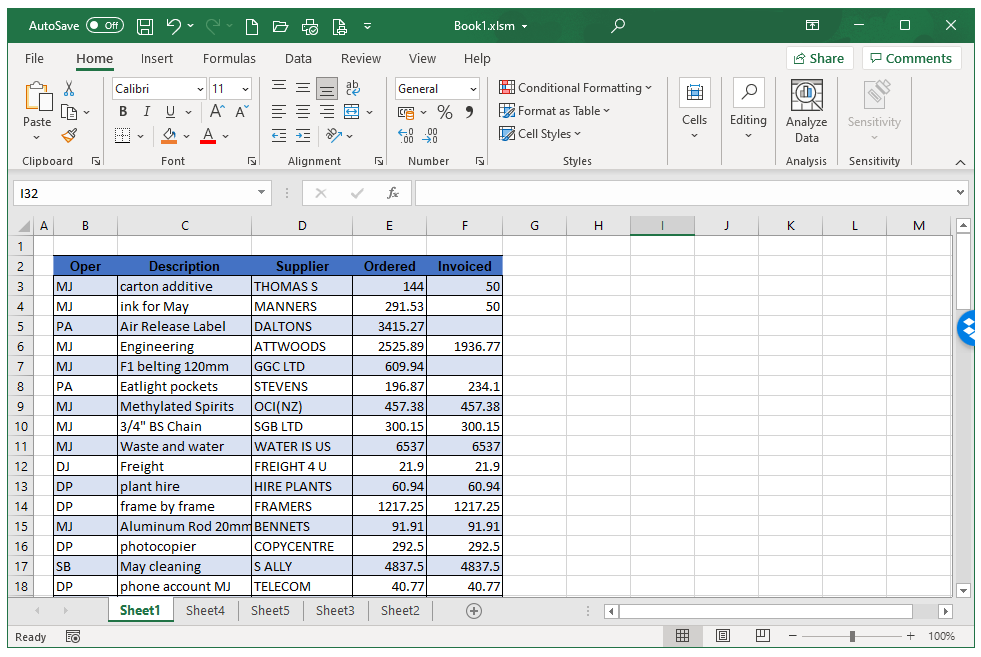 AutoSave Off Book1.xlsm
File Home Insert Formulas Data Review View Help Share Comments
Calibri 11 General Conditional Formatting
Paste B I U A A ab Format as Table Cells Editing Analyze Data Sensitivity
A % Cell Styles
Clipboard Font Alignment Number Styles Analysis Sensitivity
I32 fx
A B C D E F G H I J K L M
1
2 Oper Description Supplier Ordered Invoiced
3 MJ carton additive THOMAS S 144 50
4 MJ ink for May MANNERS 291.53 50
5 PA Air Release Label DALTONS 3415.27
6 MJ Engineering ATTWOODS 2525.89 1936.77
7 MJ F1 belting 120mm GGC LTD 609.94
8 PA Eatlight pockets STEVENS 196.87 234.1
9 MJ Methylated Spirits OCI(NZ) 457.38 457.38
10 MJ 3/4" BS Chain SGB LTD 300.15 300.15
11 MJ Waste and water WATER IS US 6537 6537
12 DJ Freight FREIGHT 4 U 21.9 21.9
13 DP plant hire HIRE PLANTS 60.94 60.94
14 DP frame by frame FRAMERS 1217.25 1217.25
15 MJ Aluminum Rod 20mm BENNETS 91.91 91.91
16 DP photocopier COPYCENTRE 292.5 292.5
17 SB May cleaning S ALLY 4837.5 4837.5
18 DP phone account MJ TELECOM 40.77 40.77
Sheet1 Sheet4 Sheet5 Sheet3 Sheet2
Ready 100%